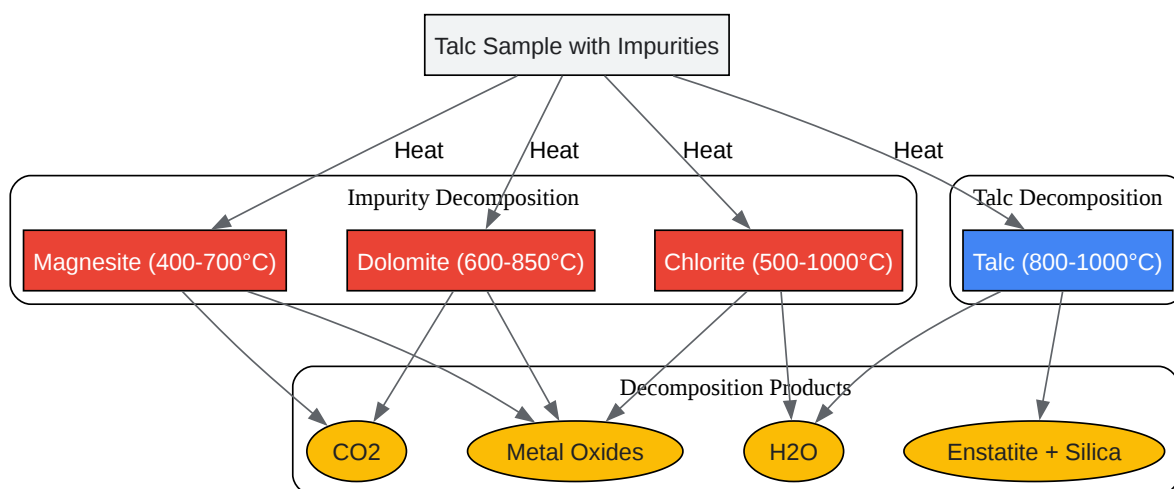 Talc Sample with Impurities
Heat
Heat
Heat
Heat
Impurity Decomposition
Talc Decomposition
Magnesite (400-700°C)
Dolomite (600-850°C)
Chlorite (500-1000°C)
Talc (800-1000°C)
Decomposition Products
CO2
Metal Oxides
H2O
Enstatite + Silica